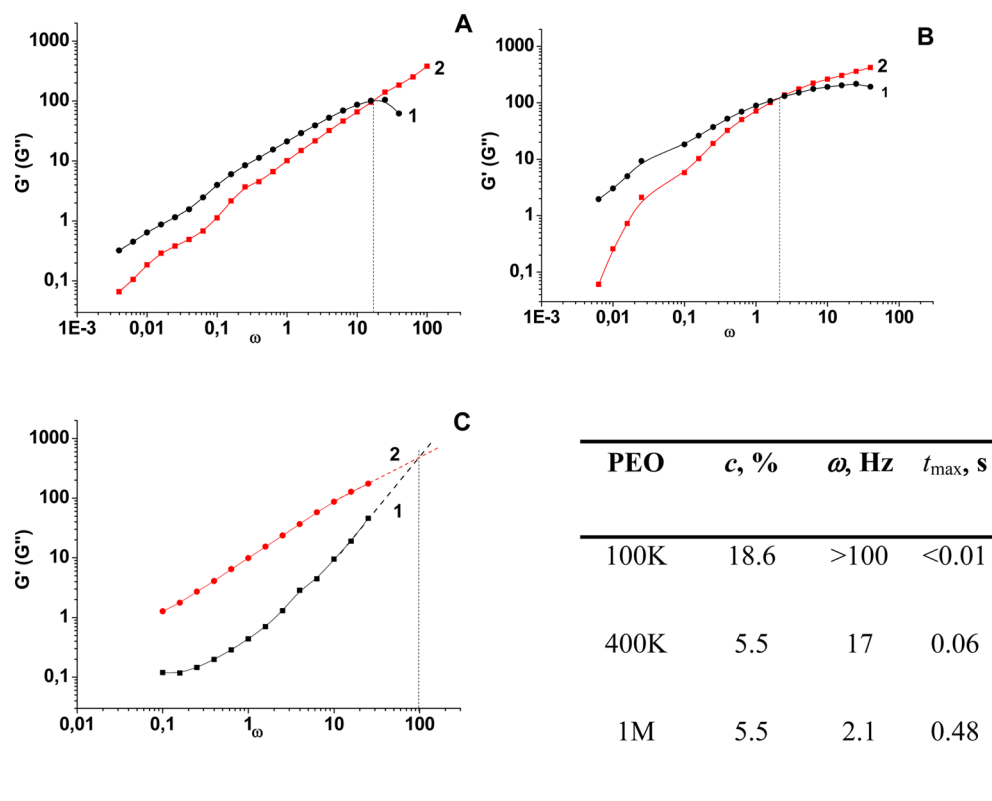 A
1000
100
10
1
0,1
G' (G")
2
1
1E-3
0,01
0,1
1
10
100
ω
B
1000
100
10
1
0,1
G' (G")
2
1
1E-3
0,01
0,1
1
10
100
ω
C
1000
100
10
1
0,1
G' (G")
2
1
0,01
0,1
1
10
100
ω
PEO c, % ω, Hz tmax, s
100K 18.6 >100 <0.01
400K 5.5 17 0.06
1M 5.5 2.1 0.48